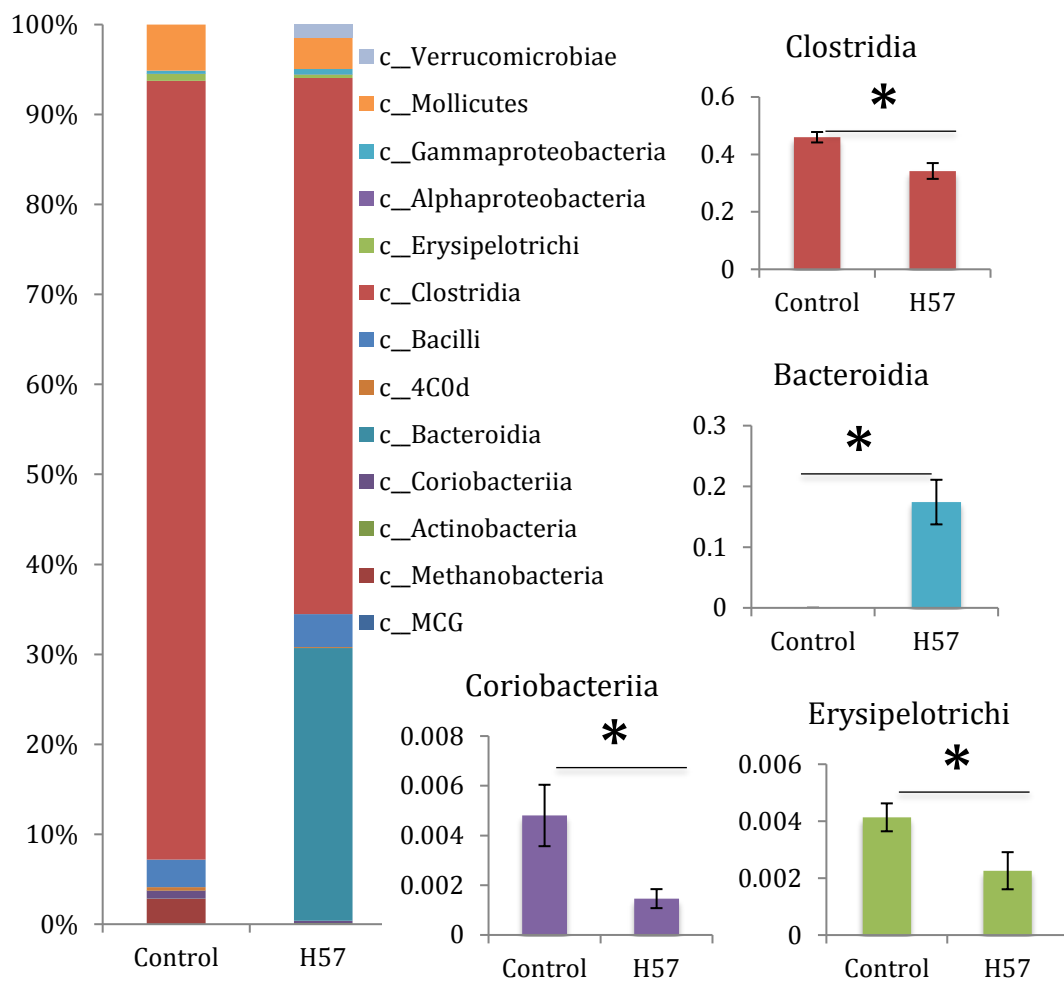 100%
90%
80%
70%
60%
50%
40%
30%
20%
10%
0%
Control H57
c__Verrucomicrobiae
c__Mollicutes
c__Gammaproteobacteria
c__Alphaproteobacteria
c__Erysipelotrichi
c__Clostridia
c__Bacilli
c__4C0d
c__Bacteroidia
c__Coriobacteriia
c__Actinobacteria
c__Methanobacteria
c__MCG
Clostridia
*
0.6
0.4
0.2
0
Control H57
Bacteroidia
*
0.3
0.2
0.1
0
Control H57
Coriobacteriia
*
0.008
0.006
0.004
0.002
0
Control H57
Erysipelotrichi
*
0.006
0.004
0.002
0
Control H57